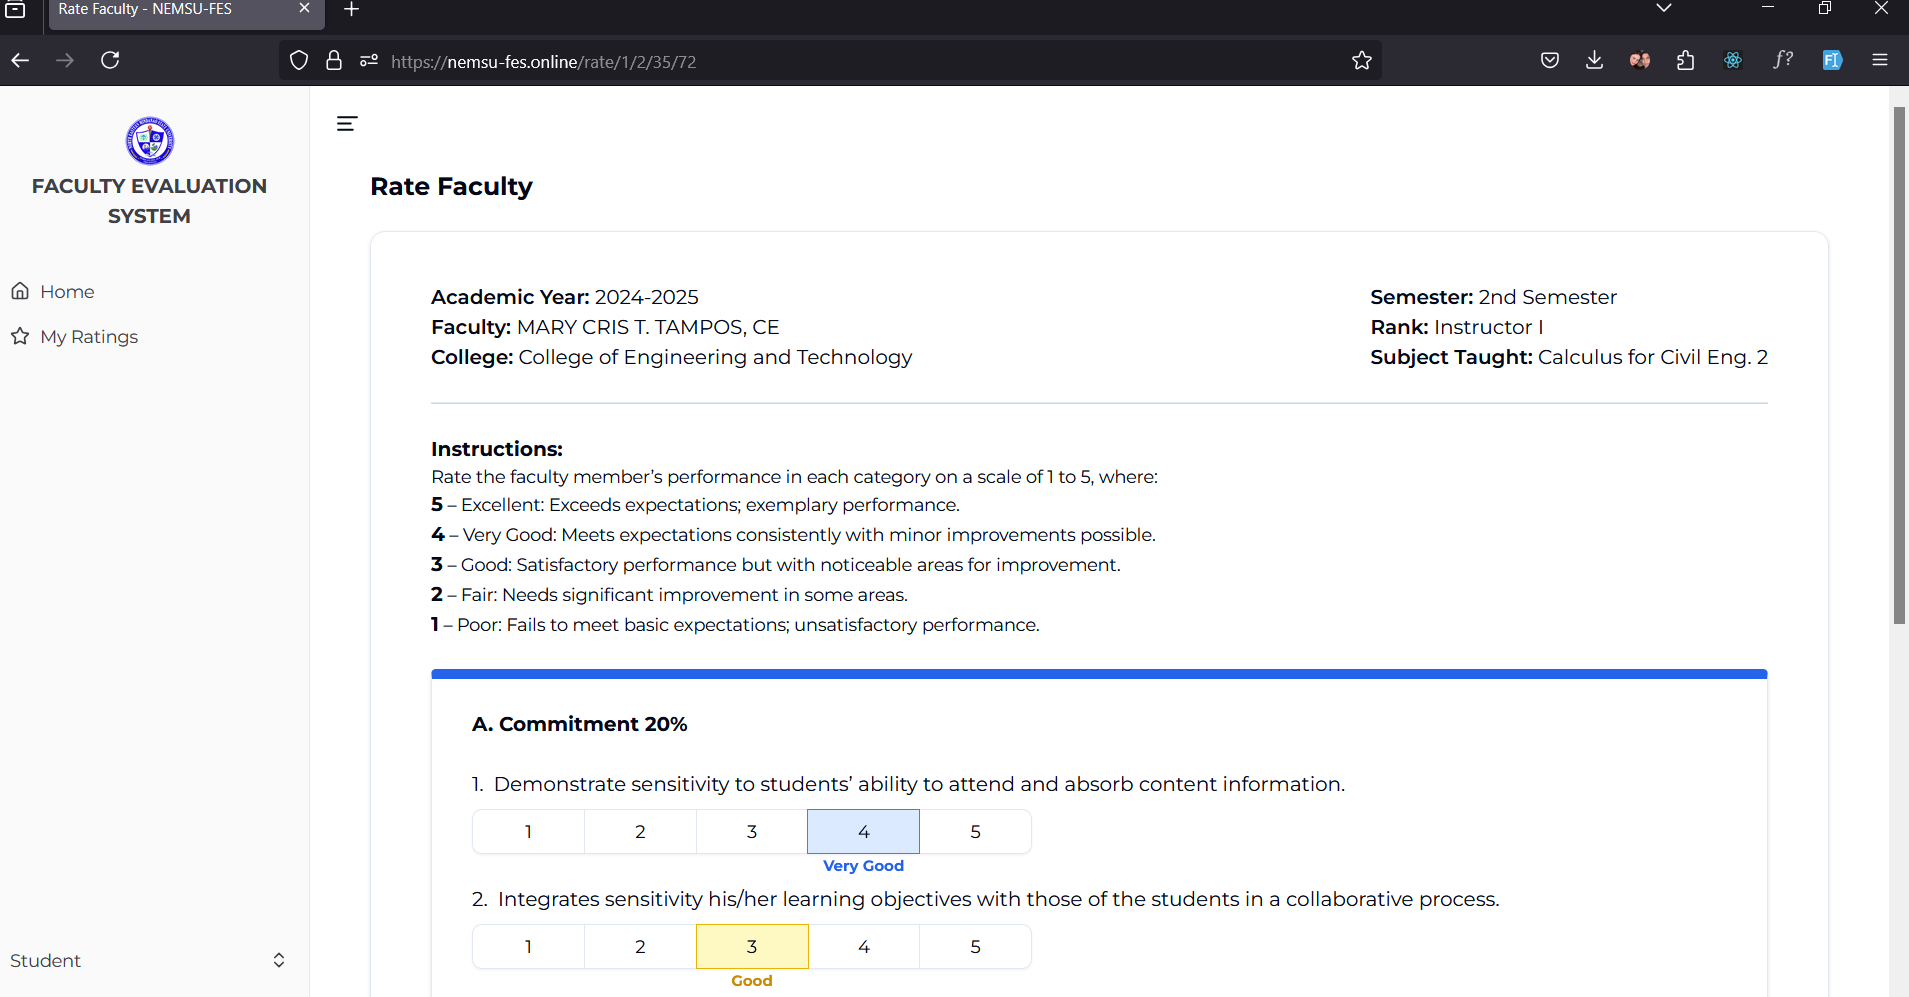 Rate Faculty - NEMSU-FES
https://nemsu-fes.online/rate/1/2/35/72
FACULTY EVALUATION
SYSTEM
Home
My Ratings
Student
Rate Faculty
Academic Year: 2024-2025
Faculty: MARY CRIS T. TAMPOS, CE
College: College of Engineering and Technology
Semester: 2nd Semester
Rank: Instructor I
Subject Taught: Calculus for Civil Eng. 2
Instructions:
Rate the faculty member’s performance in each category on a scale of 1 to 5, where:
5 – Excellent: Exceeds expectations; exemplary performance.
4 – Very Good: Meets expectations consistently with minor improvements possible.
3 – Good: Satisfactory performance but with noticeable areas for improvement.
2 – Fair: Needs significant improvement in some areas.
1 – Poor: Fails to meet basic expectations; unsatisfactory performance.
A. Commitment 20%
1. Demonstrate sensitivity to students’ ability to attend and absorb content information.
1 2 3 4 5
Very Good
2. Integrates sensitivity his/her learning objectives with those of the students in a collaborative process.
1 2 3 4 5
Good